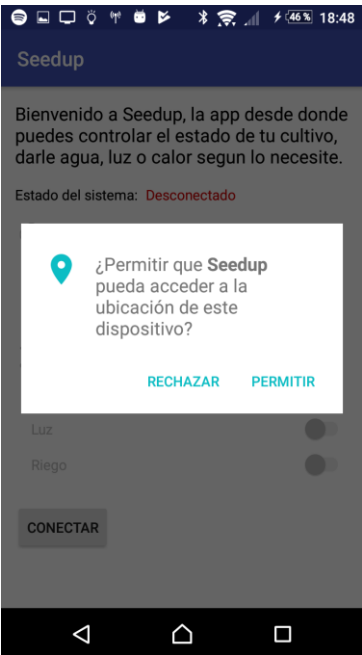 46% 18:48
Seedup
Bienvenido a Seedup, la app desde donde
puedes controlar el estado de tu cultivo,
darle agua, luz o calor segun lo necesite.
Estado del sistema: Desconectado
¿Permitir que Seedup
pueda acceder a la
ubicación de este
dispositivo?
RECHAZAR PERMITIR
Luz
Riego
CONECTAR